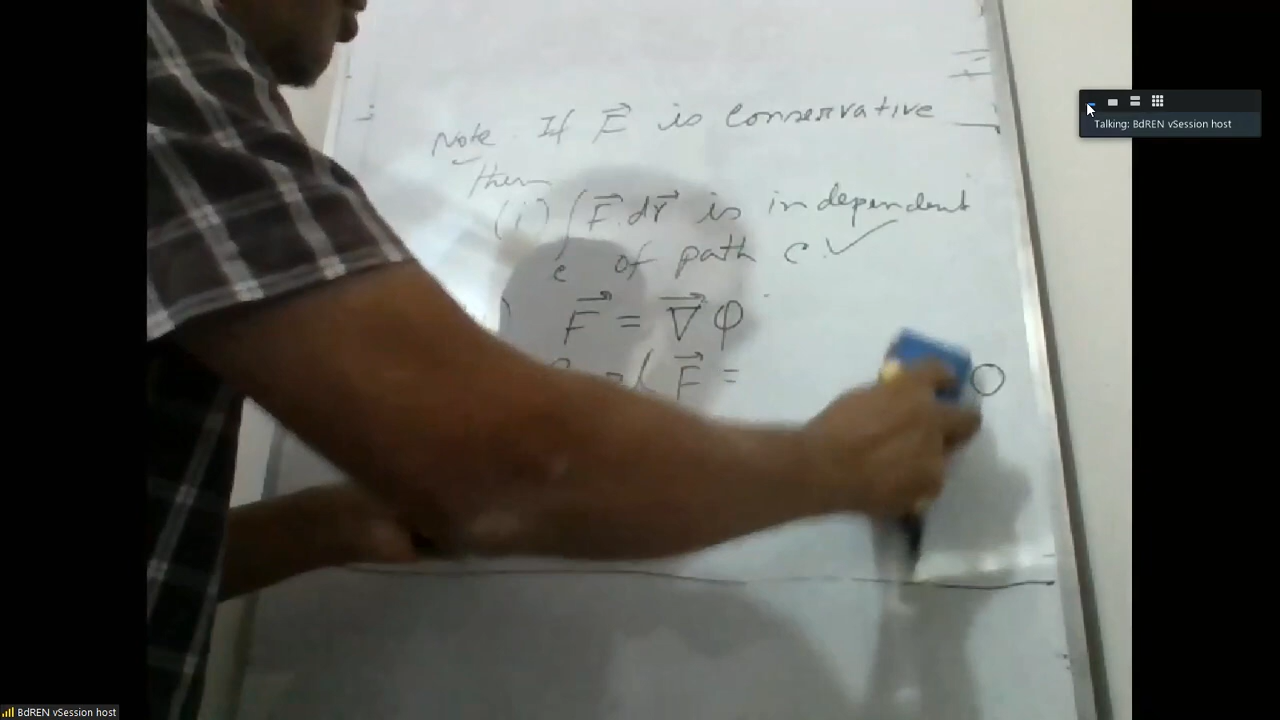 Note If F⃗ is conservative
then
(i) ∫ F⃗ . dr⃗ is independent
c of path c ✓
) F⃗ = ∇⃗ φ
F⃗ = 0
Talking: BdREN vSession host
BdREN vSession host